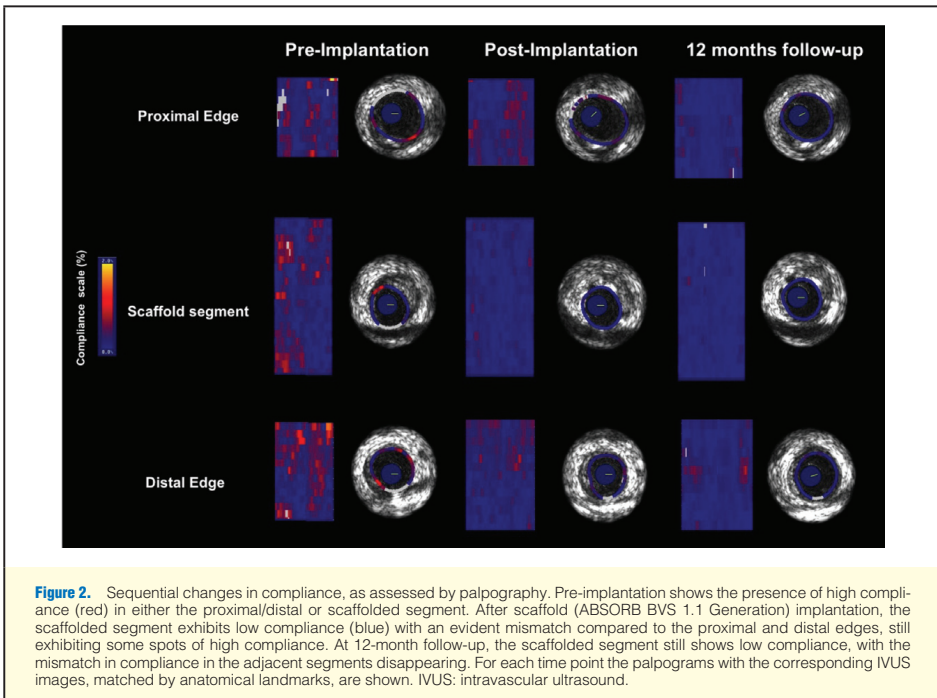 Pre-Implantation
Post-Implantation
12 months follow-up
Proximal Edge
Scaffold segment
Distal Edge
Compliance scale (%)
Figure 2. Sequential changes in compliance, as assessed by palpography. Pre-implantation shows the presence of high compli-
ance (red) in either the proximal/distal or scaffolded segment. After scaffold (ABSORB BVS 1.1 Generation) implantation, the
scaffolded segment exhibits low compliance (blue) with an evident mismatch compared to the proximal and distal edges, still
exhibiting some spots of high compliance. At 12-month follow-up, the scaffolded segment still shows low compliance, with the
mismatch in compliance in the adjacent segments disappearing. For each time point the palpograms with the corresponding IVUS
images, matched by anatomical landmarks, are shown. IVUS: intravascular ultrasound.